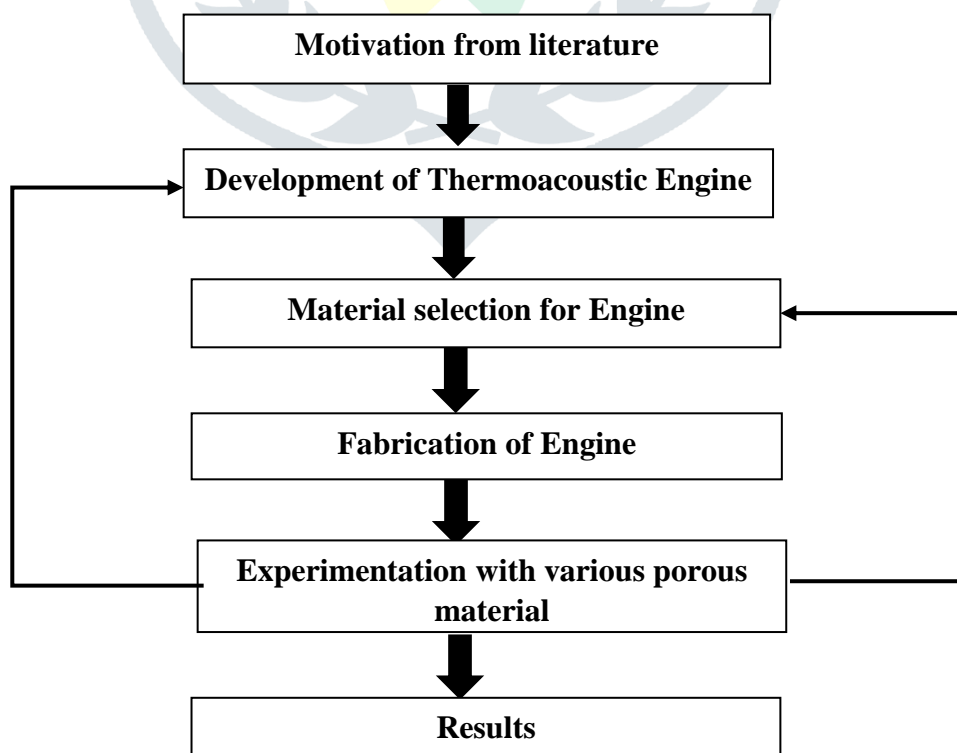 Motivation from literature
Development of Thermoacoustic Engine
Material selection for Engine
Fabrication of Engine
Experimentation with various porous
material
Results